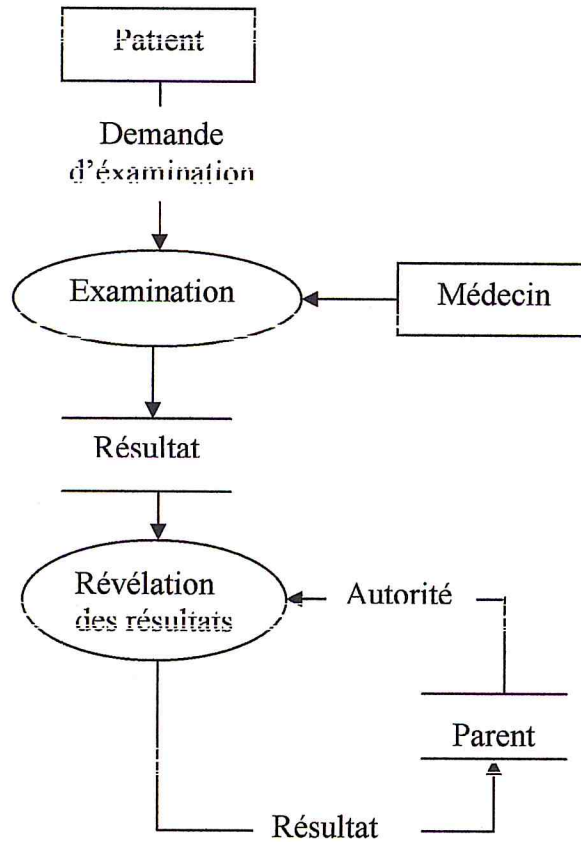 Patient
Demande
d'éxamination
Examination
Médecin
Résultat
Révélation
des résultats
Autorité
Parent
Résultat